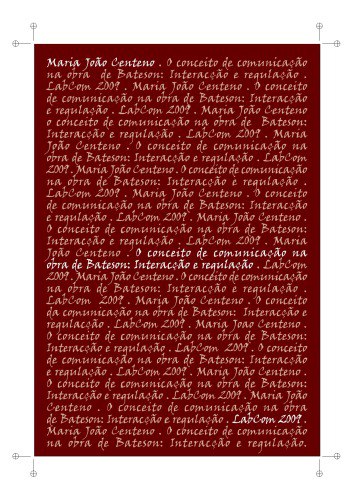 Maria João Centeno . O conceito de comunicação
na obra de Bateson: Interacção e regulação .
LabCom 2009 . Maria João Centeno . O conceito
de comunicação na obra de Bateson: Interacção
e regulação . LabCom 2009 . Maria João Centeno
o conceito de comunicação na obra de Bateson:
Interacção e regulação . LabCom 2009 . Maria
João Centeno . O conceito de comunicação na
obra de Bateson: Interacção e regulação . LabCom
2009 . Maria João Centeno . O conceito de comunicação
na obra de Bateson: Interacção e regulação .
LabCom 2009 . Maria João Centeno . O conceito
de comunicação na obra de Bateson: Interacção
e regulação . LabCom 2009 . Maria João Centeno .
O conceito de comunicação na obra de Bateson:
Interacção e regulação . LabCom 2009 . Maria
João Centeno . O conceito de comunicação na
obra de Bateson: Interacção e regulação . LabCom
2009 . Maria João Centeno . O conceito de comunicação
na obra de Bateson: Interacção e regulação .
LabCom 2009 . Maria João Centeno . O conceito
da comunicação na obra de Bateson: Interacção e
regulacção . LabCom 2009 . Maria Joao Centeno .
O conceito de comunicação na obra de Bateson:
Interacção e regulação . LabCom 2009 . O conceito
de comunicação na obra de Bateson: Interacção
e regulação . LabCom 2009 . Maria João Centeno .
O conceito de comunicação na obra de Bateson:
Interacção e regulação . LabCom 2009 . Maria João
Centeno . O conceito de comunicação na obra
de Bateson: Interacção e regulação . LabCom 2009 .
Maria João Centeno . O conceito de comunicação
na obra de Bateson: Interacção e regulação.